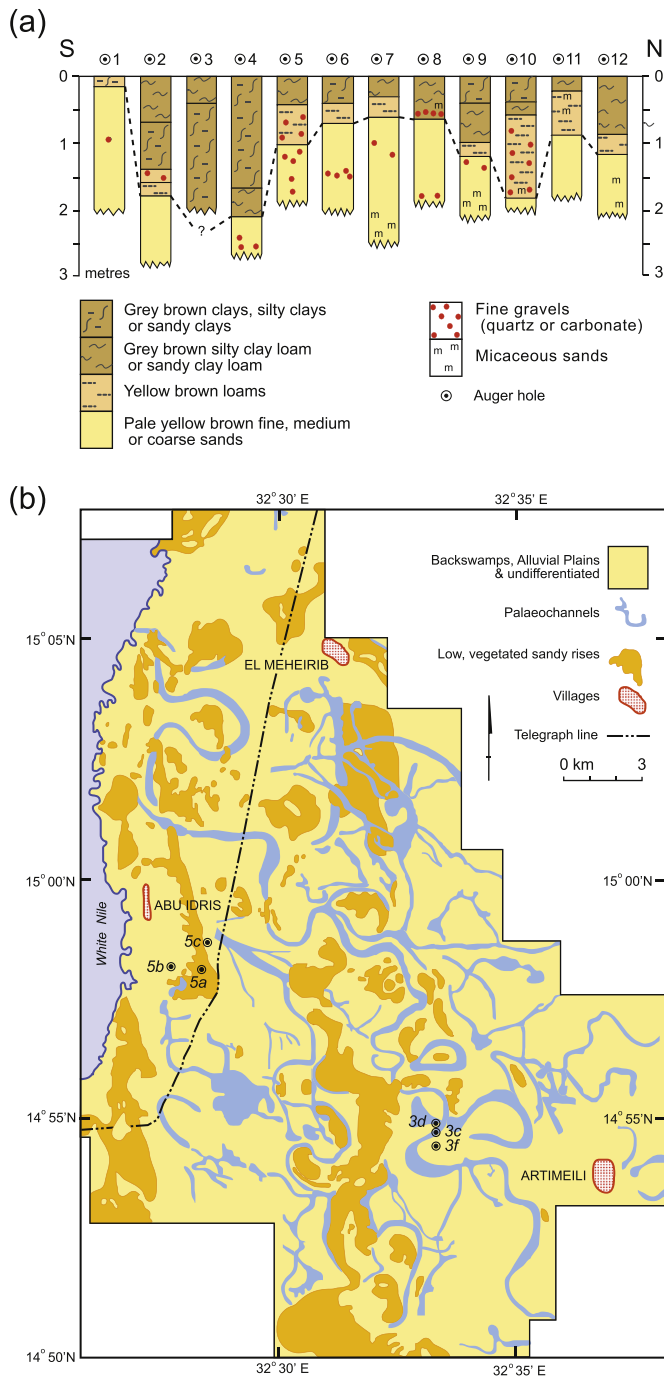 (a)
S N
1 2 3 4 5 6 7 8 9 10 11 12
0 0
m
m
m
m
1 1
m
m
m
m
2 2
m
m
m
m
?
3 metres 3
Grey brown clays, silty clays
or sandy clays
Grey brown silty clay loam
or sandy clay loam
Yellow brown loams
Pale yellow brown fine, medium
or coarse sands
Fine gravels
(quartz or carbonate)
m m m
Micaceous sands
Auger hole
(b)
32° 30' E 32° 35' E
Backswamps, Alluvial Plains
& undifferentiated
Palaeochannels
Low, vegetated sandy rises
Villages
Telegraph line
0 km 3
15° 05'N
EL MEHEIRIB
15° 00'N 15° 00'N
ABU IDRIS
White Nile
5c
5b
5a
14° 55'N 14° 55'N
3d
3c
3f
ARTIMEILI
14° 50'N
32° 30' E 32° 35' E